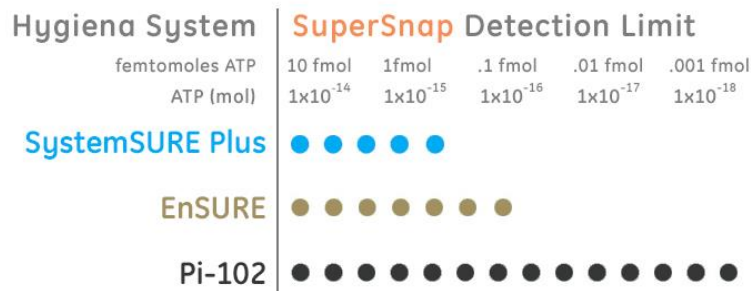 Hygiena System SuperSnap Detection Limit
femtomoles ATP 10 fmol 1fmol .1 fmol .01 fmol .001 fmol
ATP (mol) 1x10⁻¹⁴ 1x10⁻¹⁵ 1x10⁻¹⁶ 1x10⁻¹⁷ 1x10⁻¹⁸
SystemSURE Plus
EnSURE
Pi-102